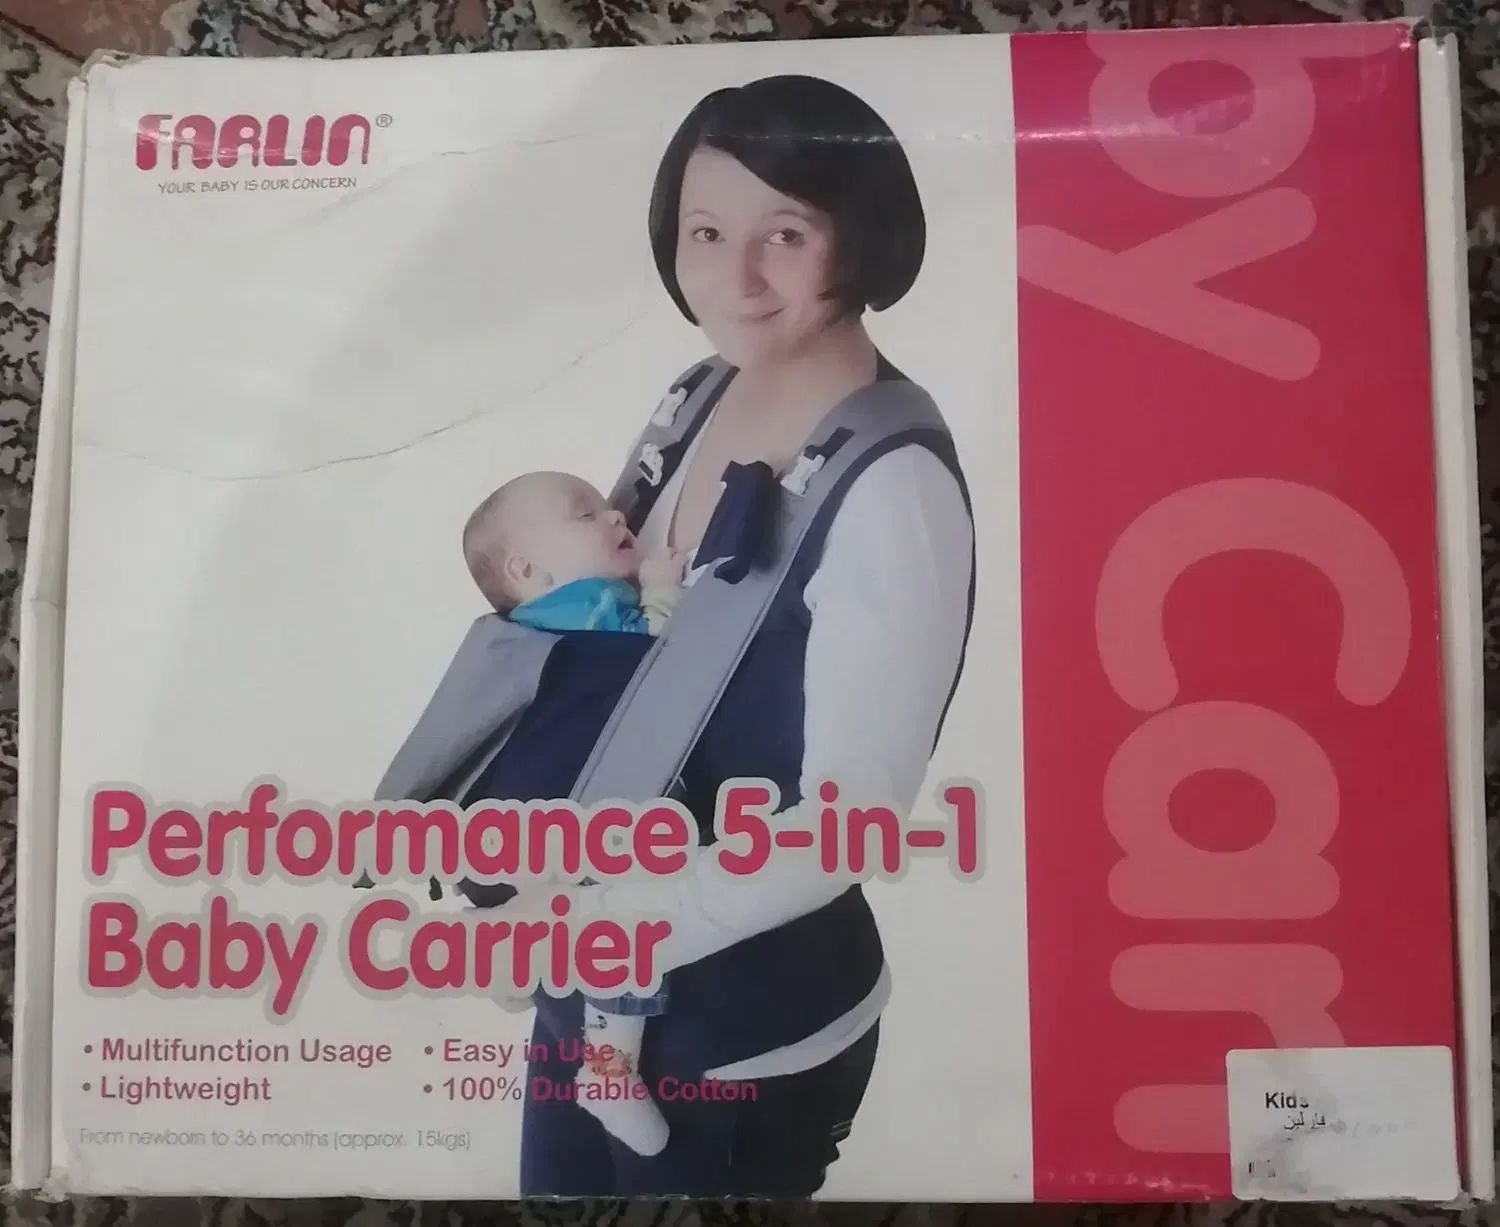 FARLIN®
YOUR BABY IS OUR CONCERN
by Carr
Performance 5-in-1
Baby Carrier
• Multifunction Usage • Easy in Use
• Lightweight • 100% Durable Cotton
From newborn to 36 months (approx. 15kgs)
Kids
فارلين